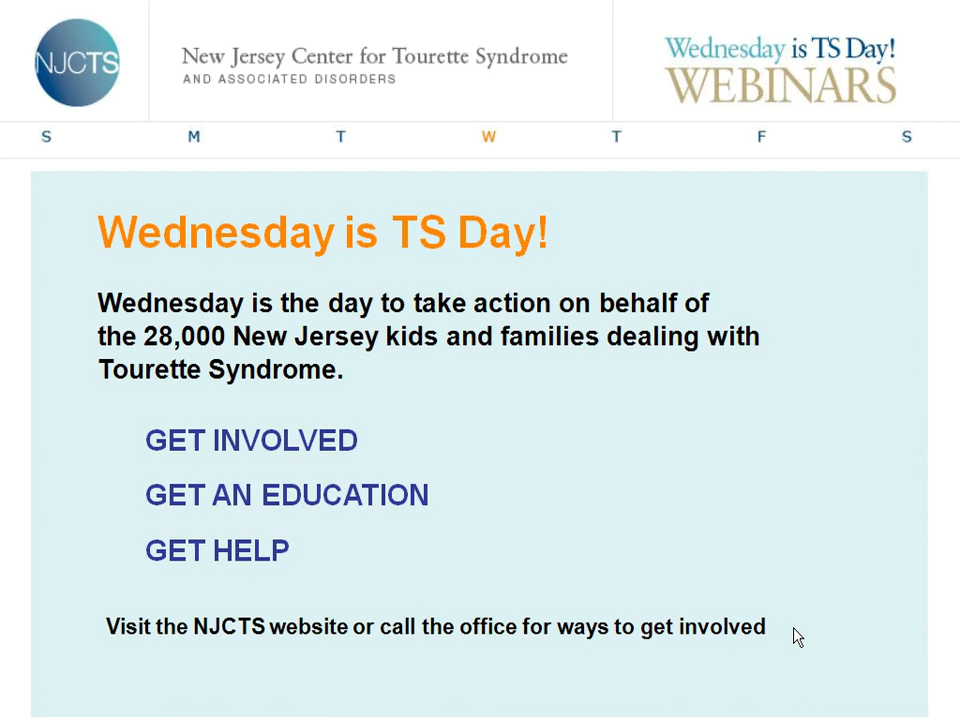 NJCTS
New Jersey Center for Tourette Syndrome
AND ASSOCIATED DISORDERS
Wednesday is TS Day!
WEBINARS
S M T W T F S
Wednesday is TS Day!
Wednesday is the day to take action on behalf of
the 28,000 New Jersey kids and families dealing with
Tourette Syndrome.
GET INVOLVED
GET AN EDUCATION
GET HELP
Visit the NJCTS website or call the office for ways to get involved